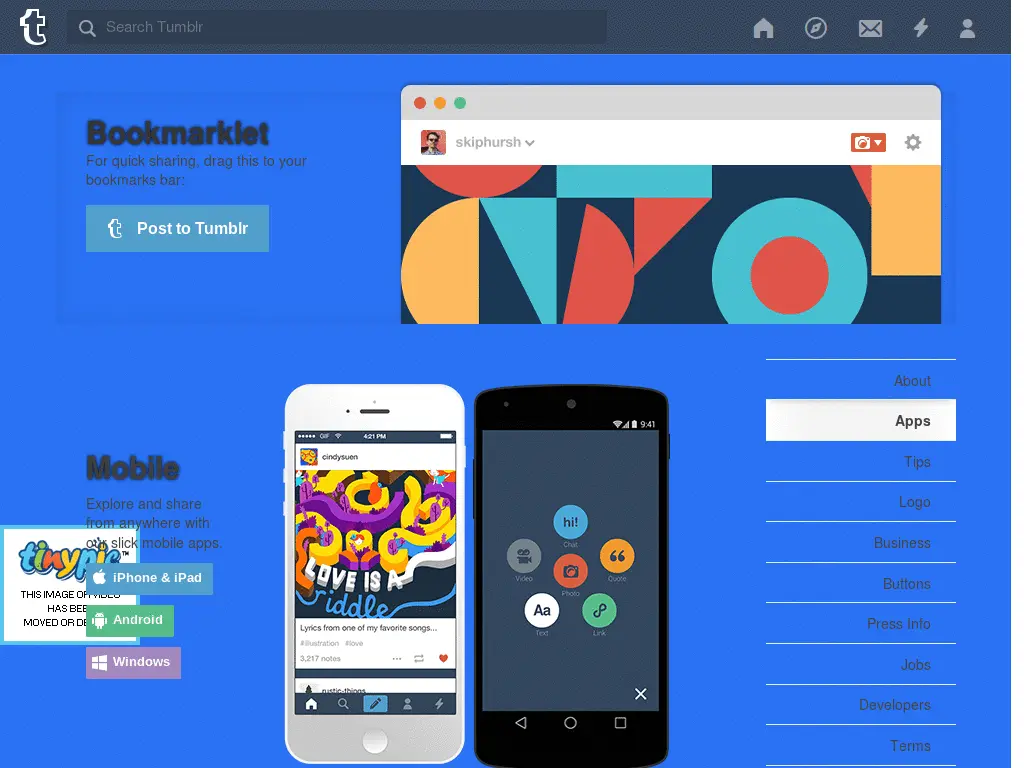 Search Tumblr
Bookmarklet
For quick sharing, drag this to your
bookmarks bar:
Post to Tumblr
skiphursh
About
Apps
Tips
Logo
Business
Buttons
Press Info
Jobs
Developers
Terms
Mobile
Explore and share
from anywhere with
our slick mobile apps.
tinypic™
THIS IMAGE OR VIDEO
HAS BEE
MOVED OR DE
iPhone & iPad
Android
Windows
GIF
4:21 PM
cindysuen
LOVE IS A
riddle
Lyrics from one of my favorite songs...
#illustration #love
3,217 notes
rustic-things
9:41
hi!
Chat
Video
Photo
Quote
Aa
Text
Link